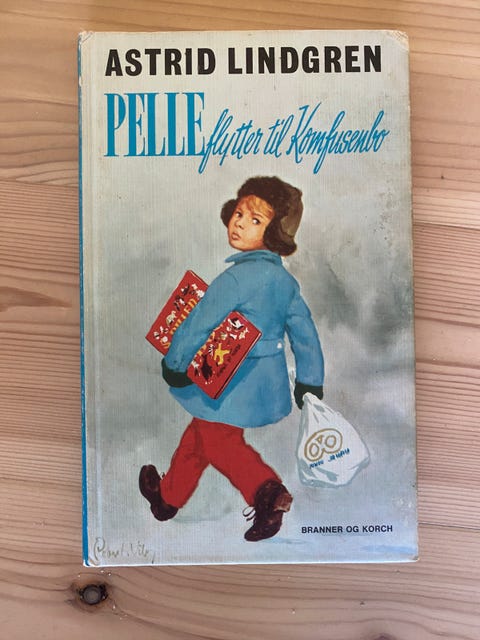 ASTRID LINDGREN
PELLE flytter til Komfusenbo
BRANNER OG KORCH